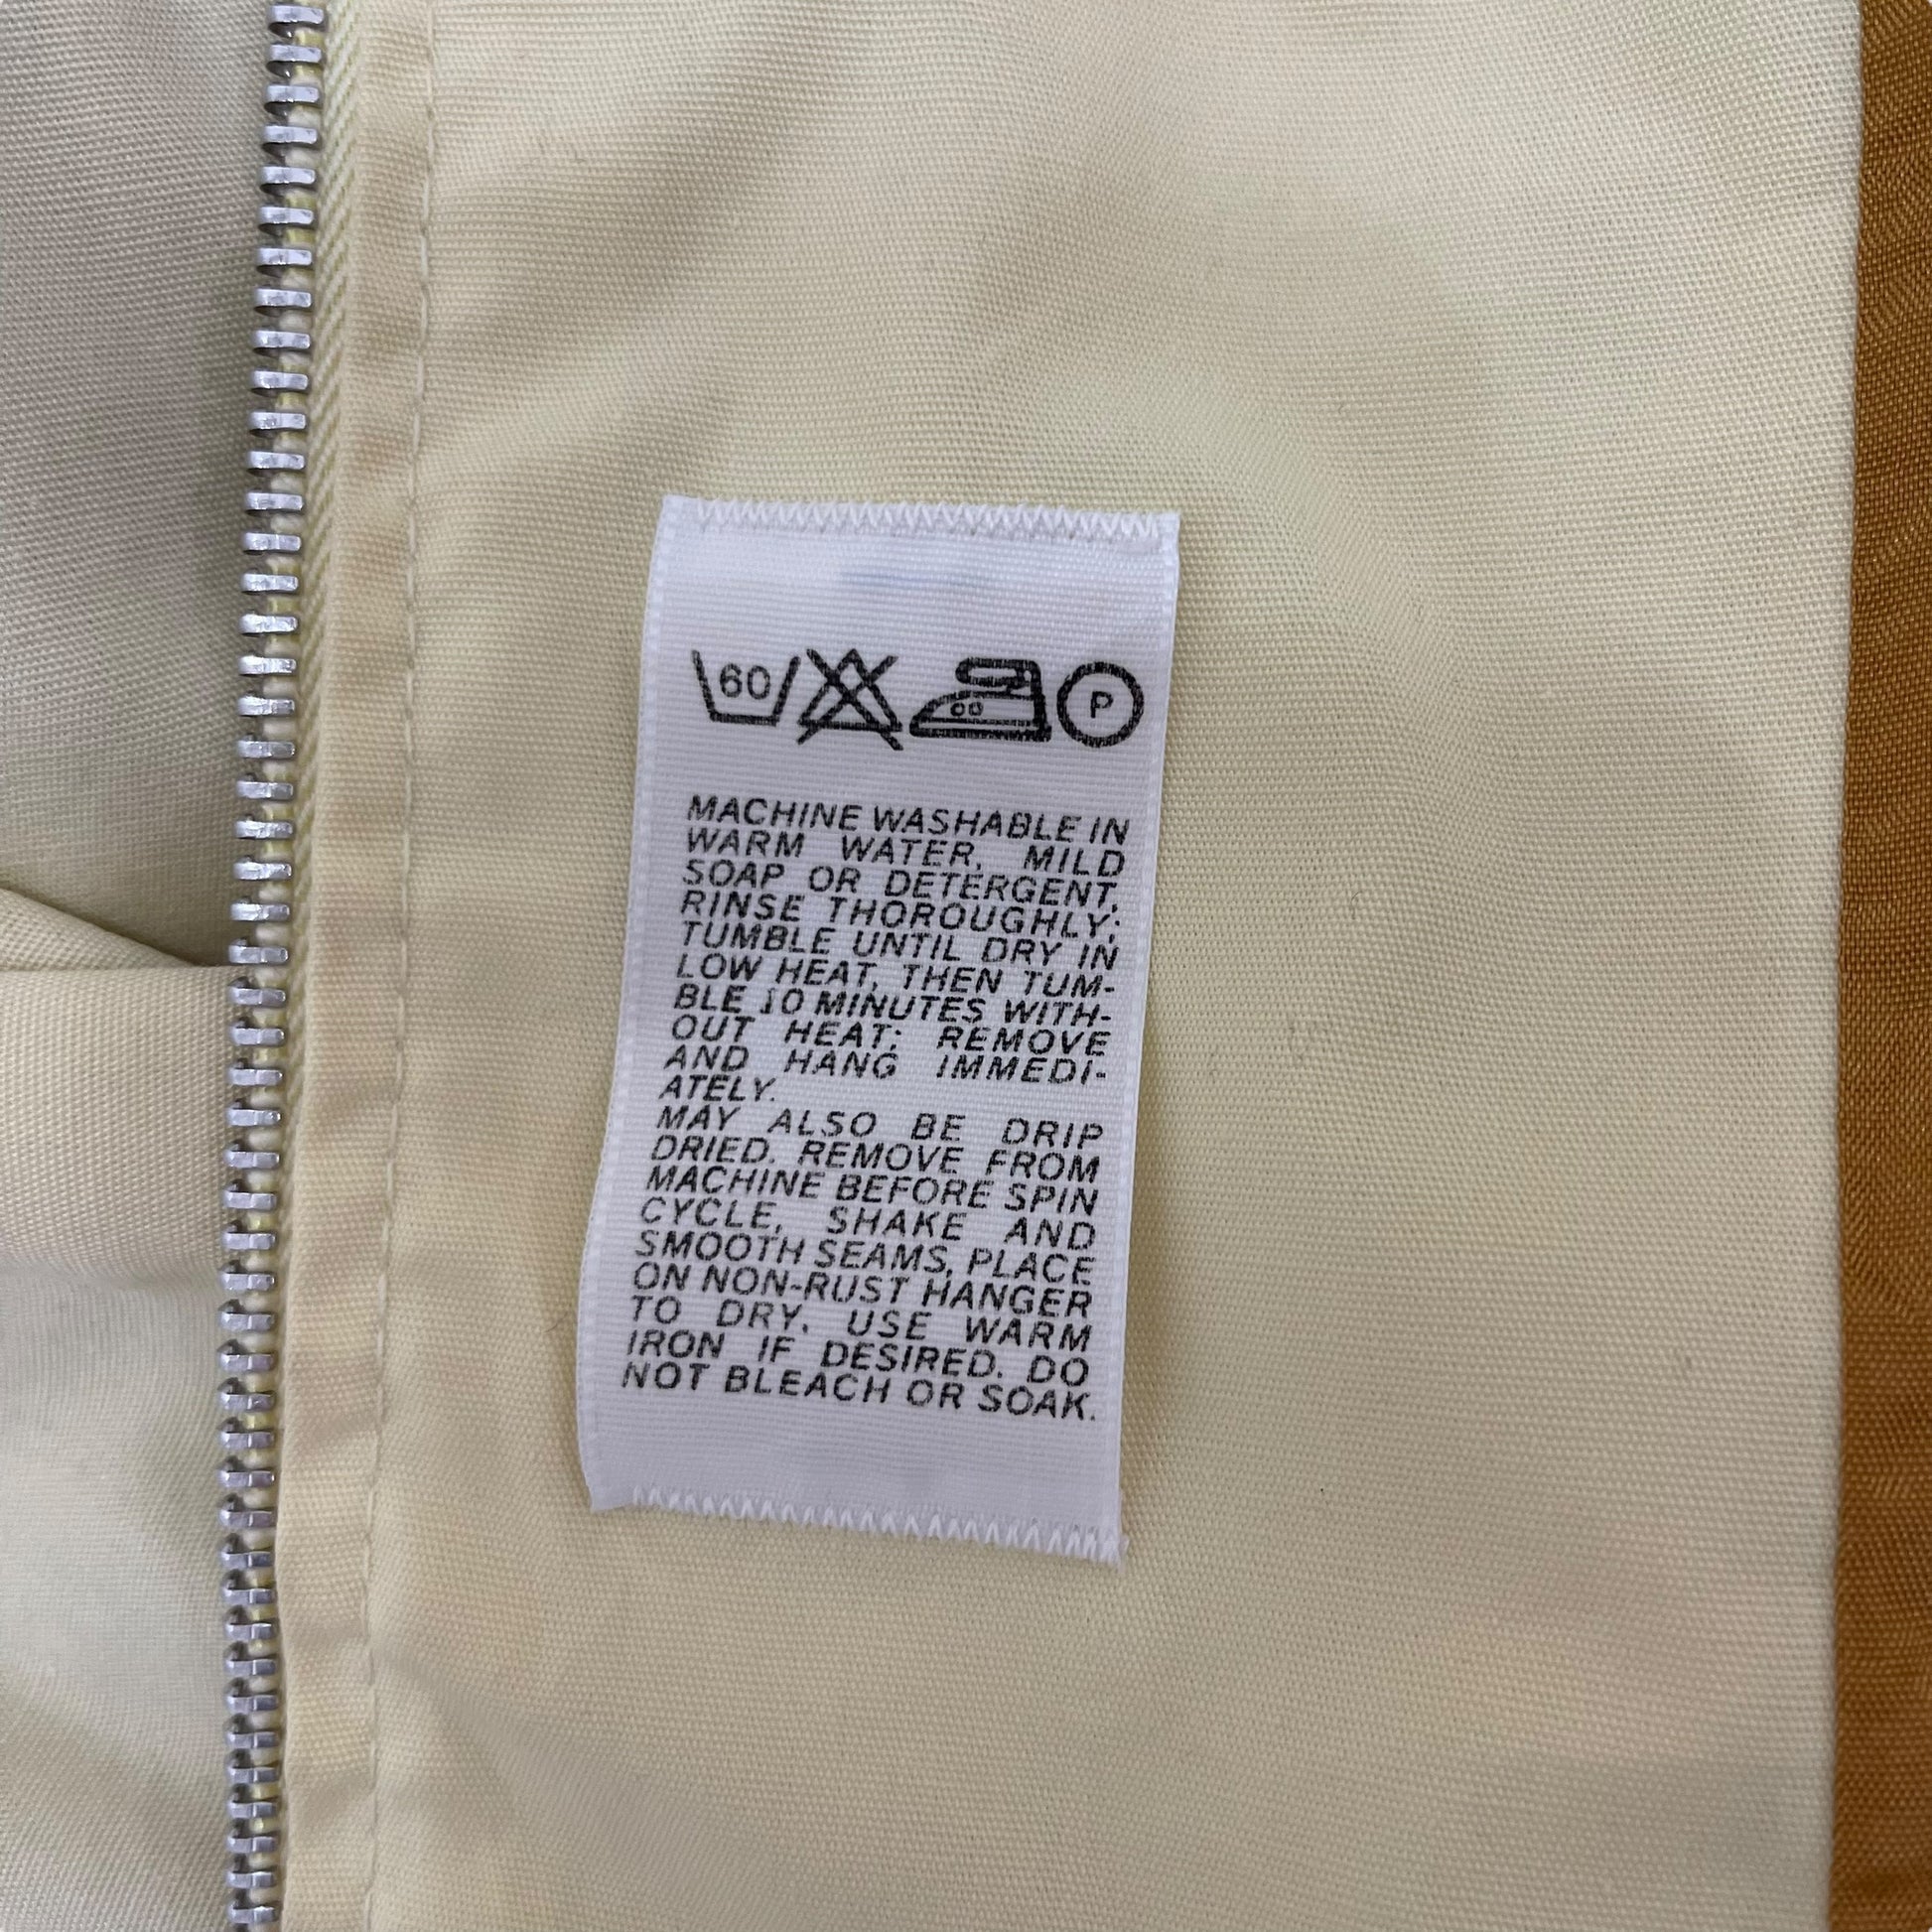 60 P
MACHINE WASHABLE IN
WARM WATER, MILD
SOAP OR DETERGENT,
RINSE THOROUGHLY;
TUMBLE UNTIL DRY IN
LOW HEAT, THEN TUM-
BLE 10 MINUTES WITH-
OUT HEAT; REMOVE
AND HANG IMMEDI-
ATELY.
MAY ALSO BE DRIP
DRIED. REMOVE FROM
MACHINE BEFORE SPIN
CYCLE, SHAKE AND
SMOOTH SEAMS, PLACE
ON NON-RUST HANGER
TO DRY. USE WARM
IRON IF DESIRED. DO
NOT BLEACH OR SOAK.